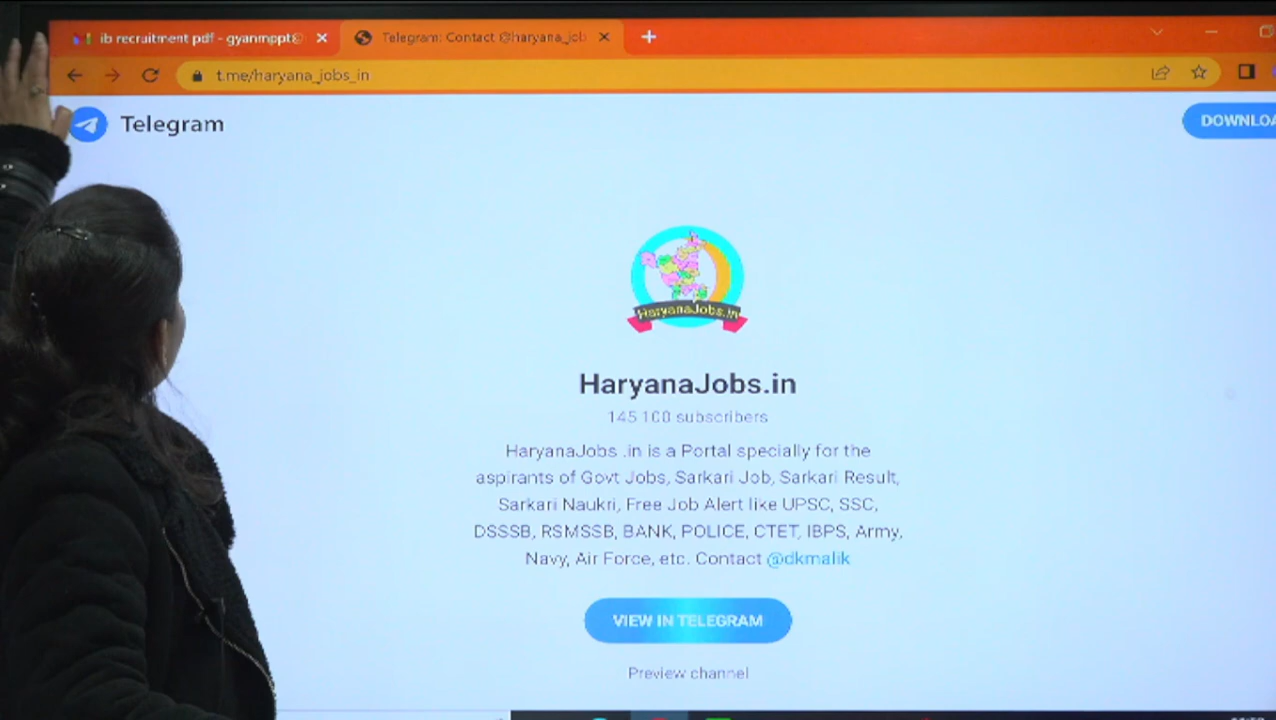 ib recruitment pdf - gyanmppt@
Telegram: Contact @haryana_job
t.me/haryana_jobs_in
Telegram
DOWNLOA
HaryanaJobs.in
HaryanaJobs.in
145 100 subscribers
HaryanaJobs .in is a Portal specially for the
aspirants of Govt Jobs, Sarkari Job, Sarkari Result,
Sarkari Naukri, Free Job Alert like UPSC, SSC,
DSSSB, RSMSSB, BANK, POLICE, CTET, IBPS, Army,
Navy, Air Force, etc. Contact @dkmalik
VIEW IN TELEGRAM
Preview channel